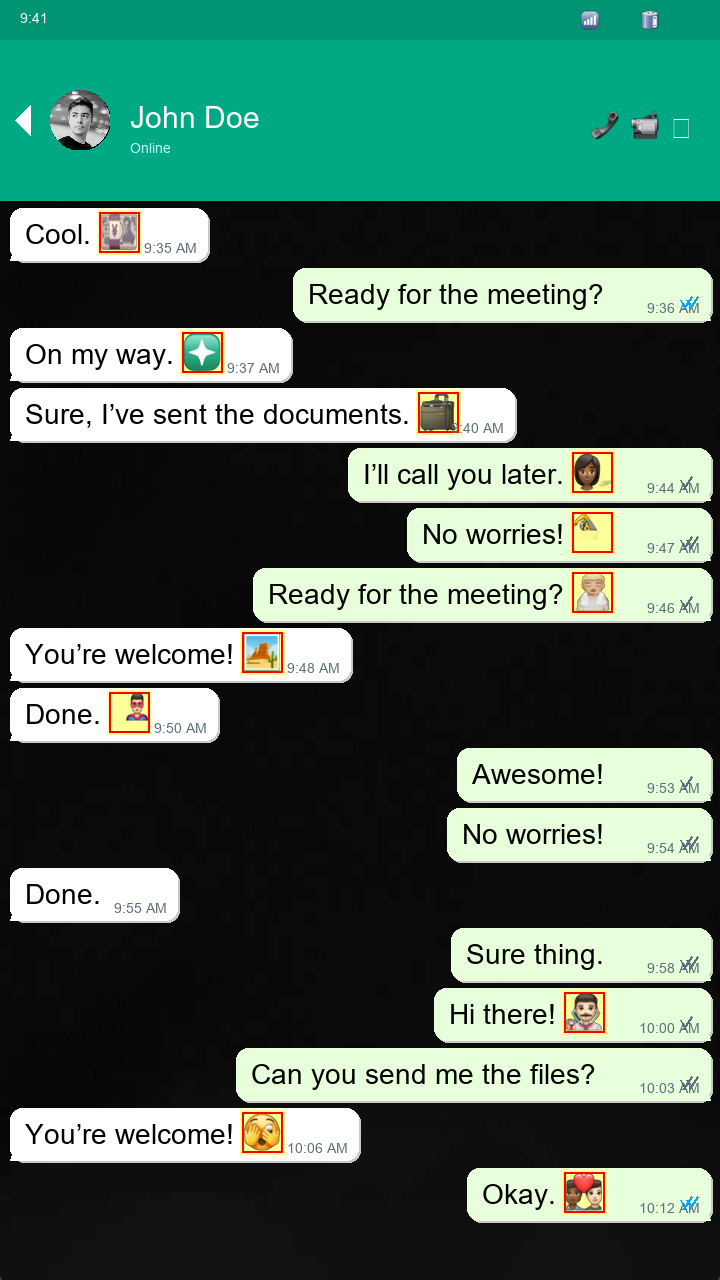 9:41
John Doe
Online
Cool. 9:35 AM
Ready for the meeting? 9:36 AM
On my way. 9:37 AM
Sure, I’ve sent the documents. :40 AM
I’ll call you later. 9:44 AM
No worries! 9:47 AM
Ready for the meeting? 9:46 AM
You’re welcome! 9:48 AM
Done. 9:50 AM
Awesome! 9:53 AM
No worries! 9:54 AM
Done. 9:55 AM
Sure thing. 9:58 AM
Hi there! 10:00 AM
Can you send me the files? 10:03 AM
You’re welcome! 10:06 AM
Okay. 10:12 AM